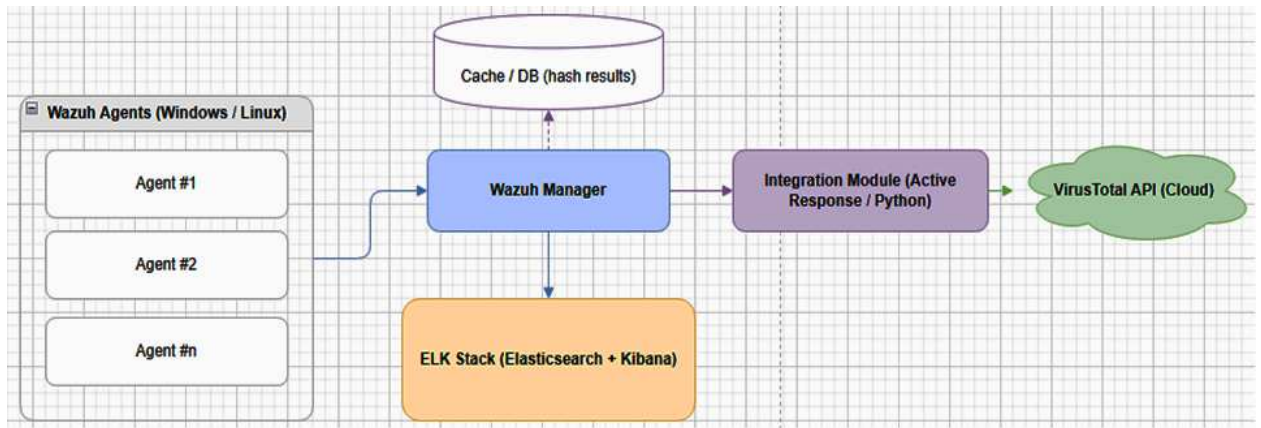 Cache / DB (hash results)
Wazuh Agents (Windows / Linux)
Agent #1
Agent #2
Agent #n
Wazuh Manager
Integration Module (Active
Response / Python)
VirusTotal API (Cloud)
ELK Stack (Elasticsearch + Kibana)